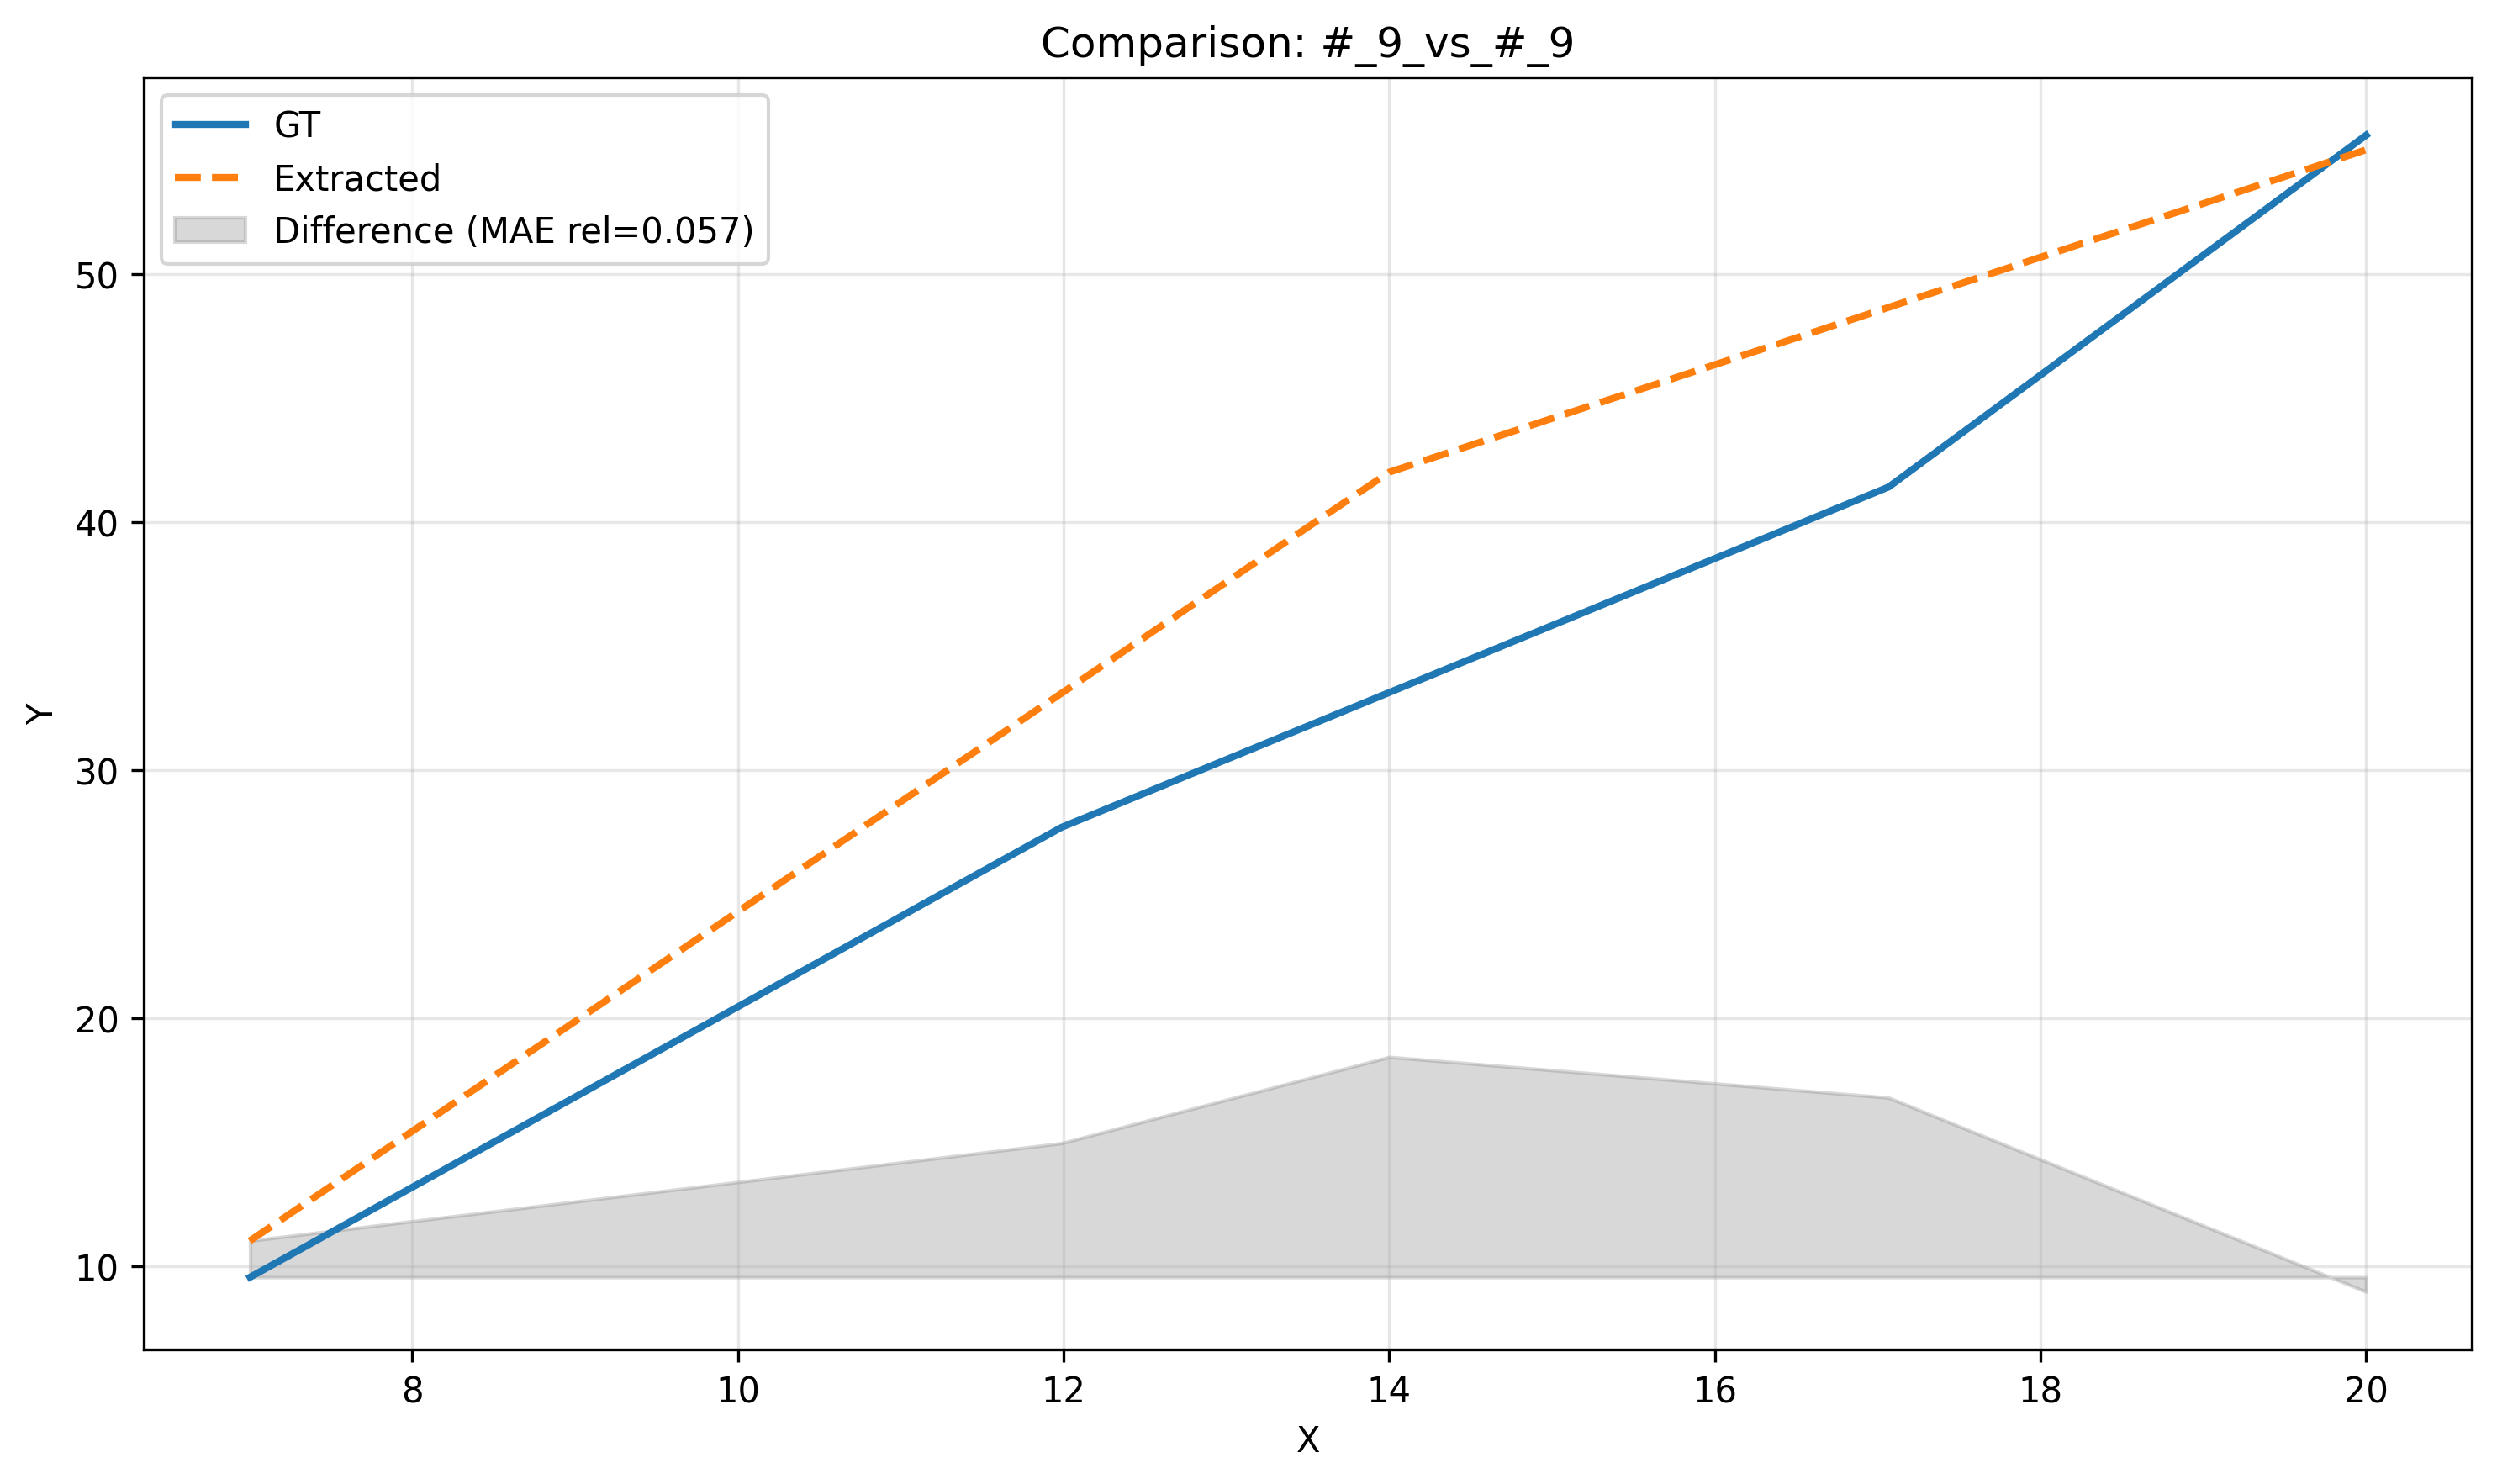 Comparison: #_9_vs_#_9
GT
Extracted
Difference (MAE rel=0.057)
Y
50
40
30
20
10
8 10 12 14 16 18 20
X